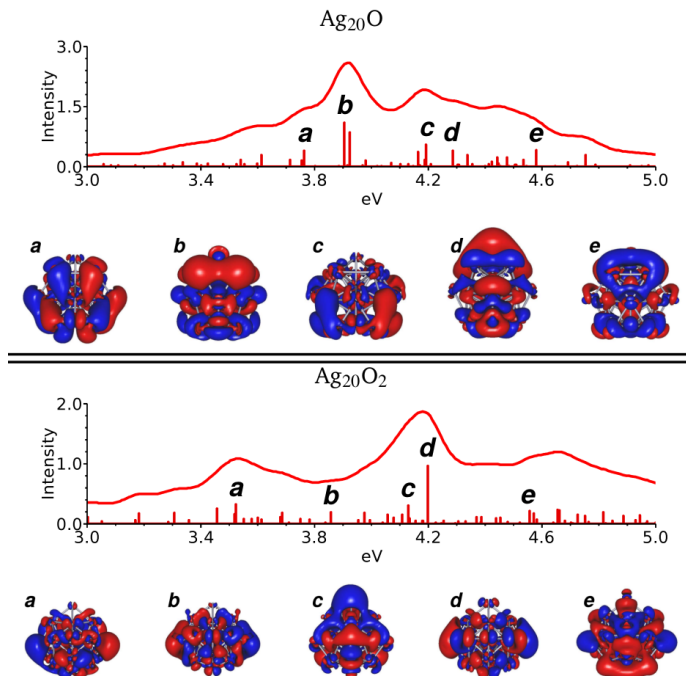 Ag20O
3.0
1.5
0.0
Intensity
a
b
c
d
e
3.0 3.4 3.8 4.2 4.6 5.0
eV
a b c d e
Ag20O2
2.0
1.0
0.0
Intensity
a
b
c
d
e
3.0 3.4 3.8 4.2 4.6 5.0
eV
a b c d e